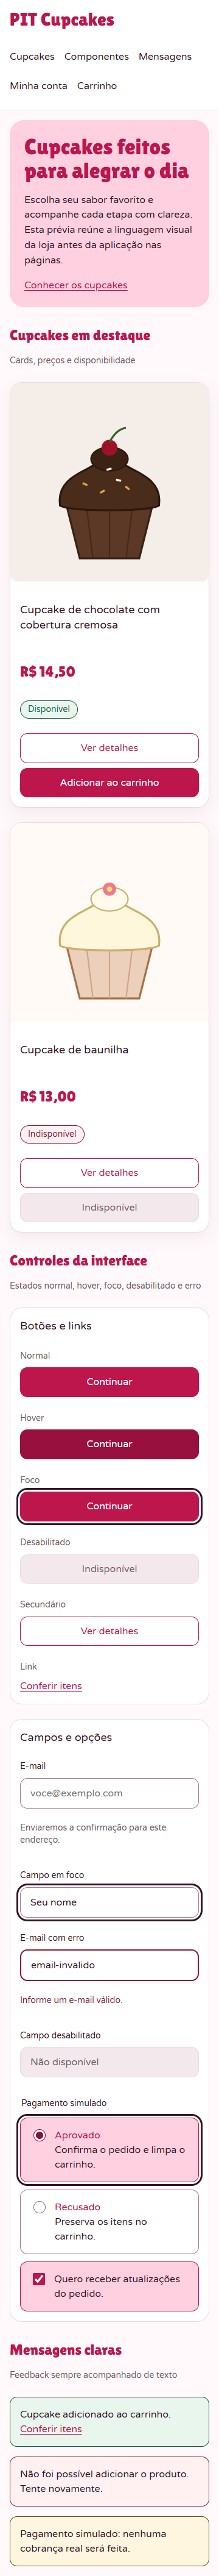 PIT Cupcakes
Cupcakes Componentes Mensagens
Minha conta Carrinho
Cupcakes feitos
para alegrar o dia
Escolha seu sabor favorito e
acompanhe cada etapa com clareza.
Esta prévia reúne a linguagem visual
da loja antes da aplicação nas
páginas.
Conhecer os cupcakes
Cupcakes em destaque
Cards, preços e disponibilidade
Cupcake de chocolate com
cobertura cremosa
R$ 14,50
Disponível
Ver detalhes
Adicionar ao carrinho
Cupcake de baunilha
R$ 13,00
Indisponível
Ver detalhes
Indisponível
Controles da interface
Estados normal, hover, foco, desabilitado e erro
Botões e links
Normal
Continuar
Hover
Continuar
Foco
Continuar
Desabilitado
Indisponível
Secundário
Ver detalhes
Link
Conferir itens
Campos e opções
E-mail
voce@exemplo.com
Enviaremos a confirmação para este
endereço.
Campo em foco
Seu nome
E-mail com erro
email-invalido
Informe um e-mail válido.
Campo desabilitado
Não disponível
Pagamento simulado
Aprovado
Confirma o pedido e limpa o
carrinho.
Recusado
Preserva os itens no
carrinho.
Quero receber atualizações
do pedido.
Mensagens claras
Feedback sempre acompanhado de texto
Cupcake adicionado ao carrinho.
Conferir itens
Não foi possível adicionar o produto.
Tente novamente.
Pagamento simulado: nenhuma
cobrança real será feita.